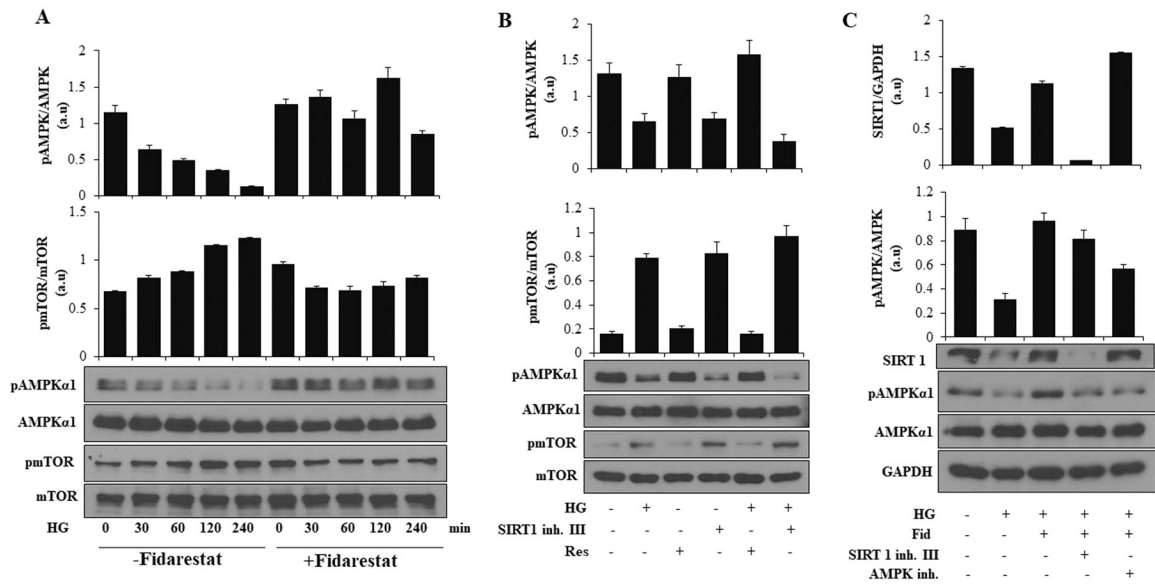 A
pAMPK/AMPK
(a.u)
2
1.5
1
0.5
0
pmTOR/mTOR
(a.u)
1.5
1
0.5
0
pAMPKα1
AMPKα1
pmTOR
mTOR
HG 0 30 60 120 240 0 30 60 120 240 min
-Fidarestat +Fidarestat
B
pAMPK/AMPK
(a.u)
2
1.5
1
0.5
0
pmTOR/mTOR
(a.u)
1.2
1
0.8
0.6
0.4
0.2
0
pAMPKα1
AMPKα1
pmTOR
mTOR
HG - + - - + +
SIRT1 inh. III - - - + - +
Res - - + - + -
C
SIRT1/GAPDH
(a.u)
2
1.5
1
0.5
0
pAMPK/AMPK
(a.u)
1.2
1
0.8
0.6
0.4
0.2
0
SIRT 1
pAMPKα1
AMPKα1
GAPDH
HG - + + + +
Fid - - + + +
SIRT 1 inh. III - - - + -
AMPK inh. - - - - +